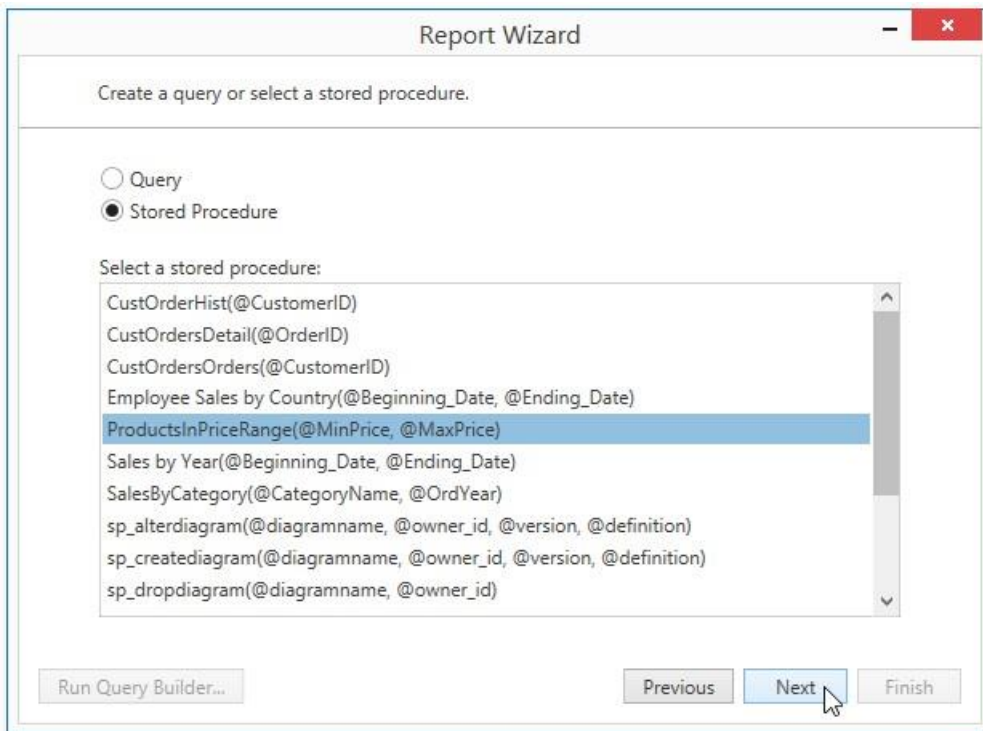 Report Wizard
Create a query or select a stored procedure.
Query
Stored Procedure
Select a stored procedure:
CustOrderHist(@CustomerID)
CustOrdersDetail(@OrderID)
CustOrdersOrders(@CustomerID)
Employee Sales by Country(@Beginning_Date, @Ending_Date)
ProductsInPriceRange(@MinPrice, @MaxPrice)
Sales by Year(@Beginning_Date, @Ending_Date)
SalesByCategory(@CategoryName, @OrdYear)
sp_alterdiagram(@diagramname, @owner_id, @version, @definition)
sp_creatediagram(@diagramname, @owner_id, @version, @definition)
sp_dropdiagram(@diagramname, @owner_id)
Run Query Builder... Previous Next Finish